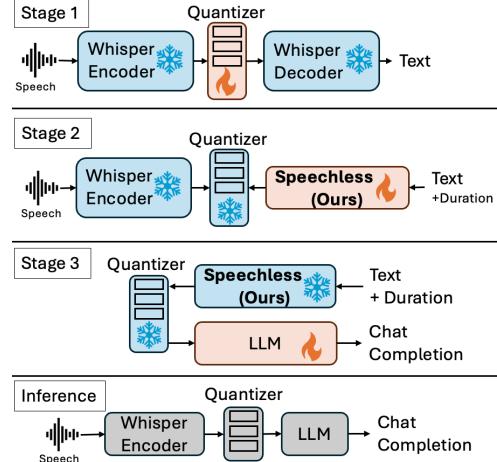 Stage 1
Quantizer
Whisper
Encoder
Whisper
Decoder
Text
Speech
Stage 2
Quantizer
Whisper
Encoder
Speechless
(Ours)
Text
+Duration
Speech
Stage 3
Quantizer
Speechless
(Ours)
Text
+ Duration
LLM
Chat
Completion
Inference
Quantizer
Whisper
Encoder
LLM
Chat
Completion
Speech